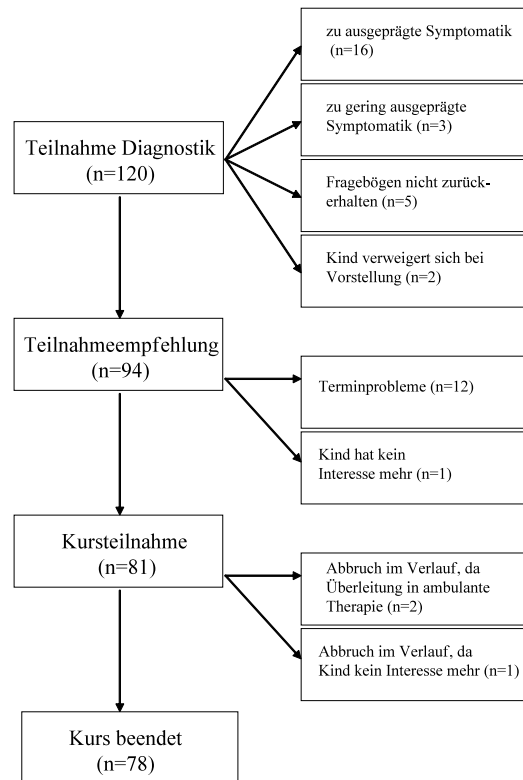 zu ausgeprägte Symptomatik
(n=16)
zu gering ausgeprägte
Symptomatik (n=3)
Teilnahme Diagnostik
(n=120)
Fragebögen nicht zurück-
erhalten (n=5)
Kind verweigert sich bei
Vorstellung (n=2)
Teilnahmeempfehlung
(n=94)
Terminprobleme (n=12)
Kind hat kein
Interesse mehr (n=1)
Kursteilnahme
(n=81)
Abbruch im Verlauf, da
Überleitung in ambulante
Therapie (n=2)
Abbruch im Verlauf, da
Kind kein Interesse mehr (n=1)
Kurs beendet
(n=78)